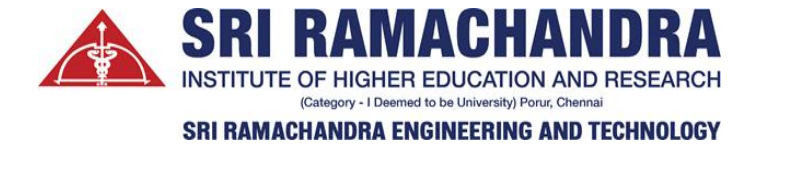 SRI RAMACHANDRA
INSTITUTE OF HIGHER EDUCATION AND RESEARCH
(Category - I Deemed to be University) Porur, Chennai
SRI RAMACHANDRA ENGINEERING AND TECHNOLOGY